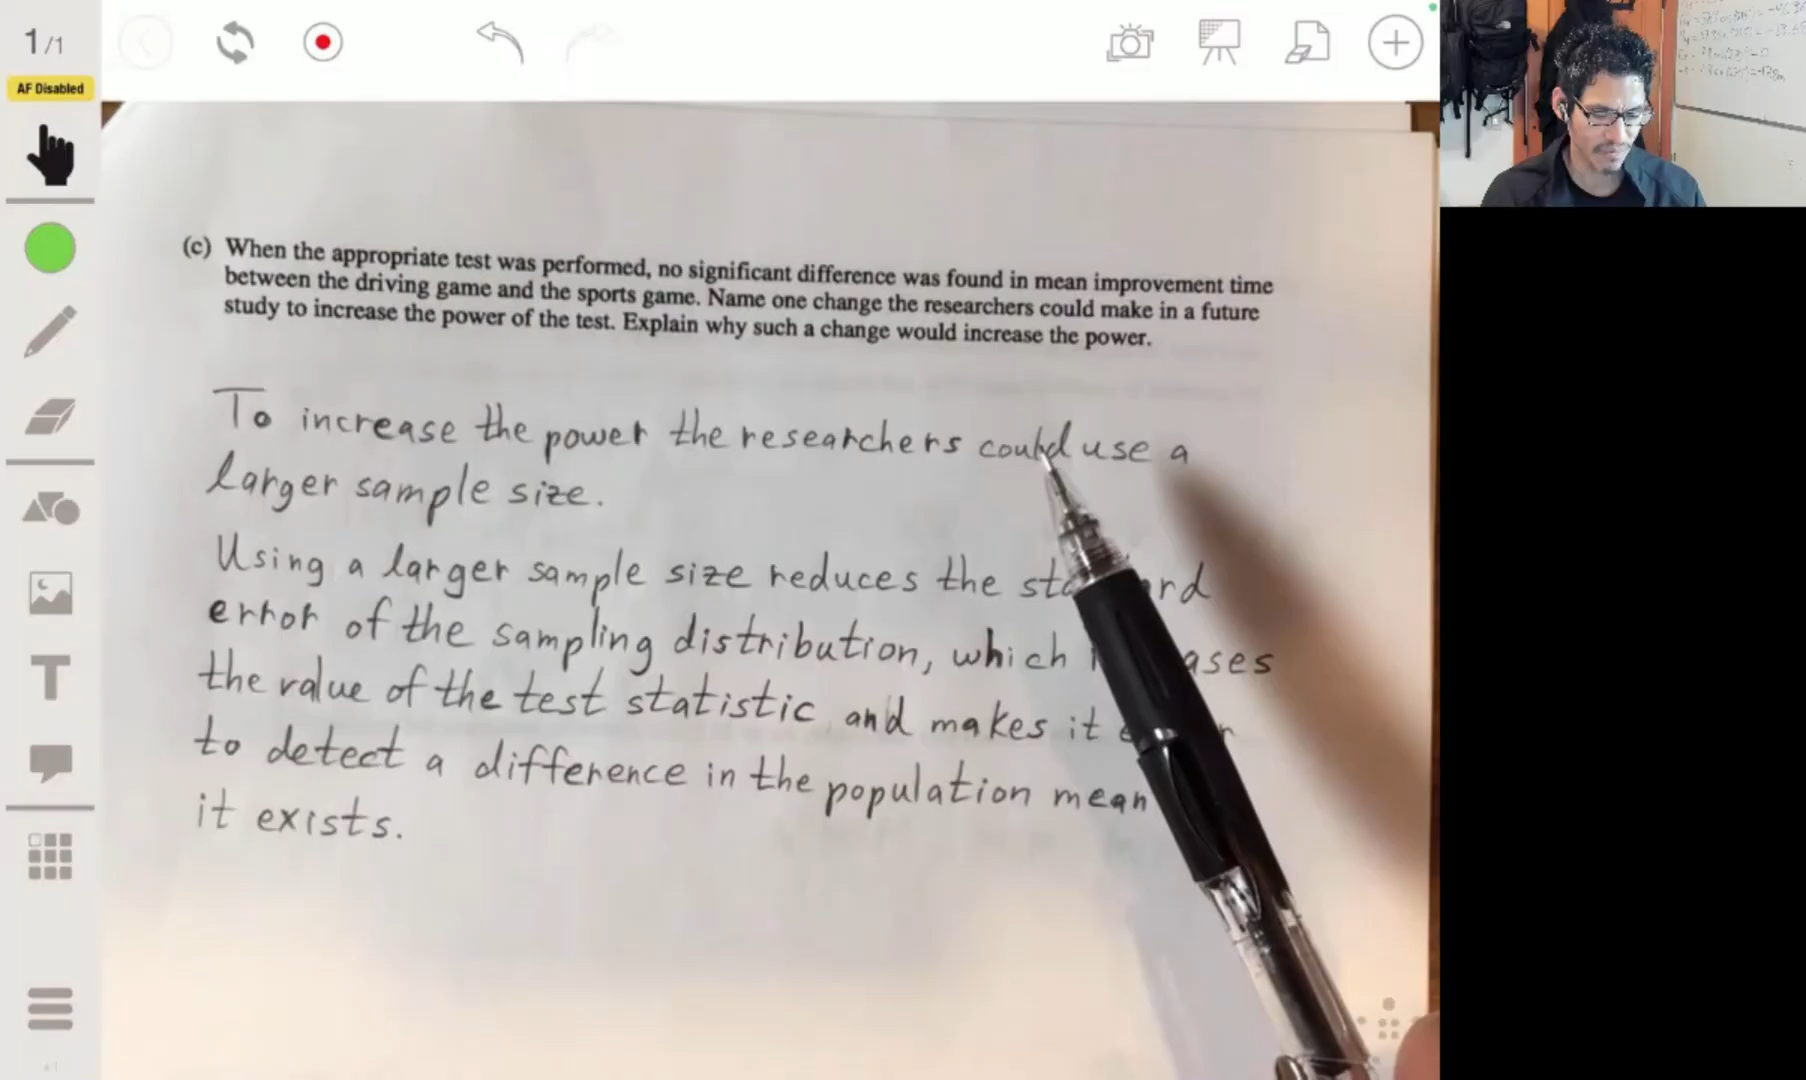 1/1
AF Disabled
(c) When the appropriate test was performed, no significant difference was found in mean improvement time
between the driving game and the sports game. Name one change the researchers could make in a future
study to increase the power of the test. Explain why such a change would increase the power.
To increase the power the researchers could use a
larger sample size.
Using a larger sample size reduces the
error of the sampling distribution, which
the value of the test statistic and makes it
to detect a difference in the population mean
it exists.
T